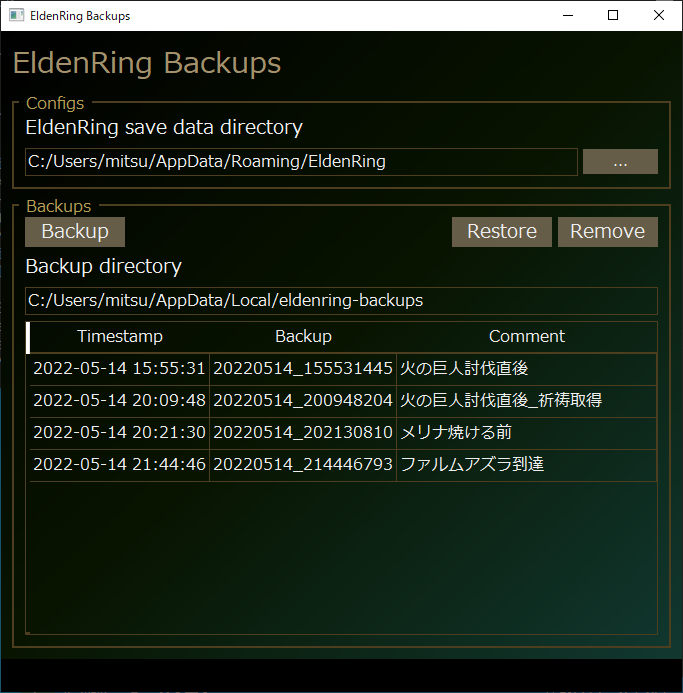 EldenRing Backups
EldenRing Backups
Configs
EldenRing save data directory
C:/Users/mitsu/AppData/Roaming/EldenRing ...
Backups
Backup Restore Remove
Backup directory
C:/Users/mitsu/AppData/Local/eldenring-backups
Timestamp Backup Comment
2022-05-14 15:55:31 20220514_155531445 火の巨人討伐直後
2022-05-14 20:09:48 20220514_200948204 火の巨人討伐直後_祈祷取得
2022-05-14 20:21:30 20220514_202130810 メリナ焼ける前
2022-05-14 21:44:46 20220514_214446793 ファルムアズラ到達